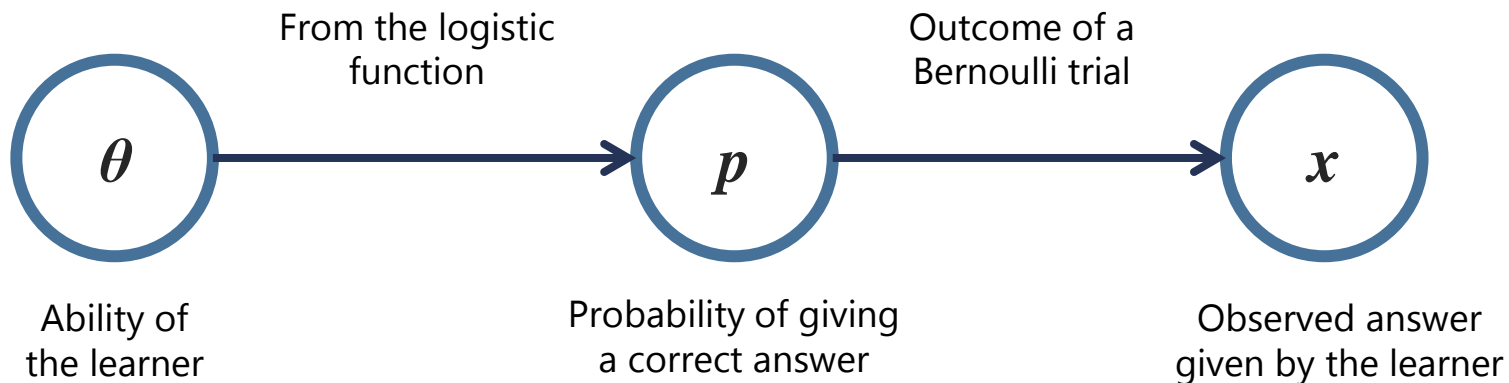 From the logistic
function
Outcome of a
Bernoulli trial
θ
p
x
Ability of
the learner
Probability of giving
a correct answer
Observed answer
given by the learner